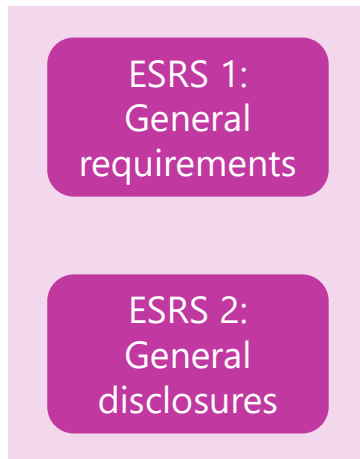 ESRS 1:
General
requirements
ESRS 2:
General
disclosures